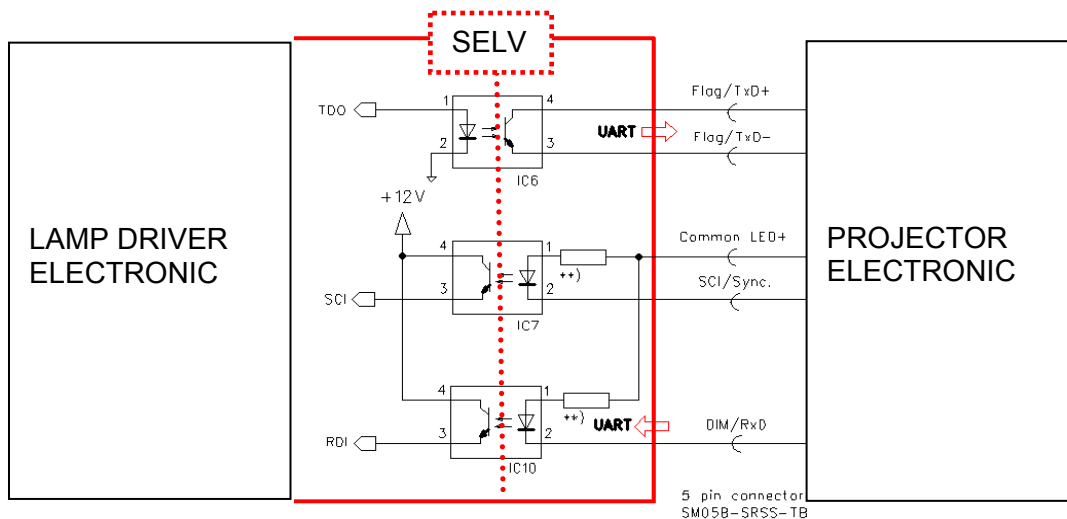 SELV
LAMP DRIVER
ELECTRONIC
PROJECTOR
ELECTRONIC
TDO
1
2
4
3
IC6
UART
Flag/TxD+
Flag/TxD-
+12V
SCI
4
3
1
2
IC7
**)
Common LED+
SCI/Sync.
RDI
4
3
1
2
IC10
**)
UART
DIM/RxD
5 pin connector
SM05B-SRSS-TB